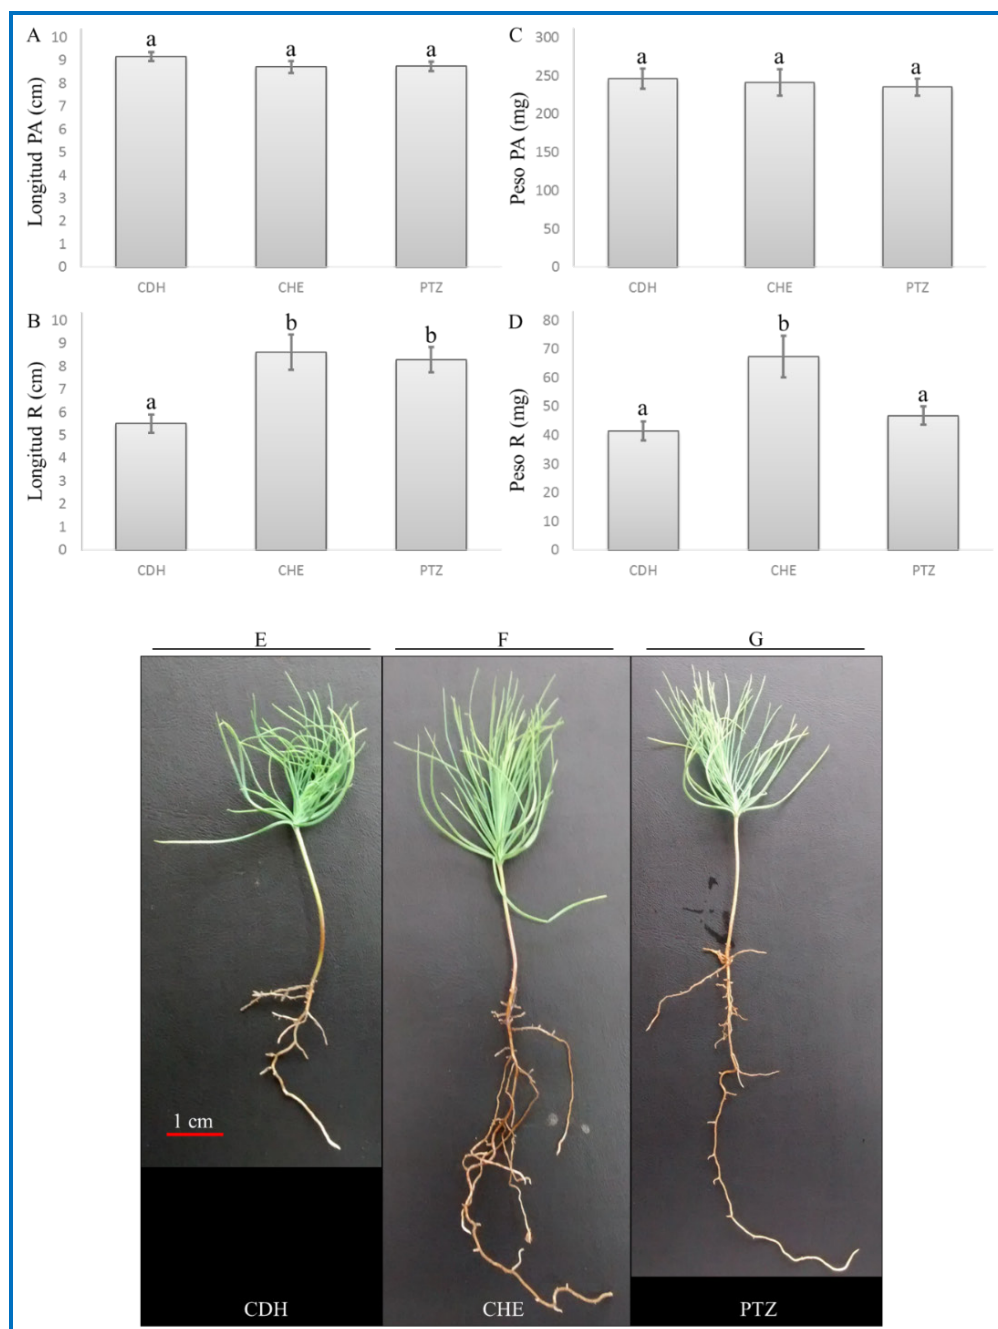 A
Longitud PA (cm)
10
9
8
7
6
5
4
3
2
1
0
a
a
a
CDH
CHE
PTZ
C
Peso PA (mg)
300
250
200
150
100
50
0
a
a
a
CDH
CHE
PTZ
B
Longitud R (cm)
10
9
8
7
6
5
4
3
2
1
0
a
b
b
CDH
CHE
PTZ
D
Peso R (mg)
80
70
60
50
40
30
20
10
0
a
b
a
CDH
CHE
PTZ
E
F
G
1 cm
CDH
CHE
PTZ